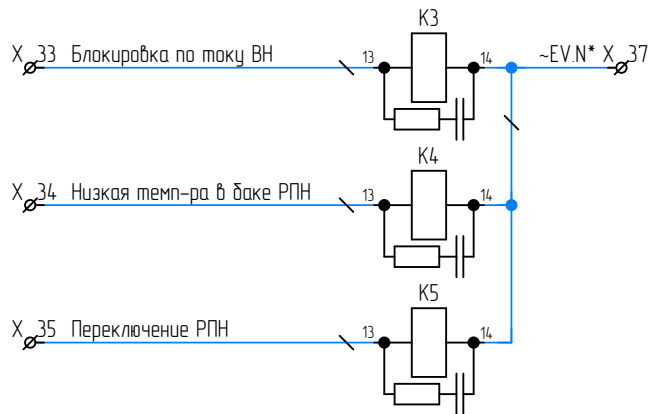 K3
X 33 Блокировка по току ВН 13 14 ~EV.N* X 37
K4
X 34 Низкая темп-ра в баке РПН 13 14
K5
X 35 Переключение РПН 13 14